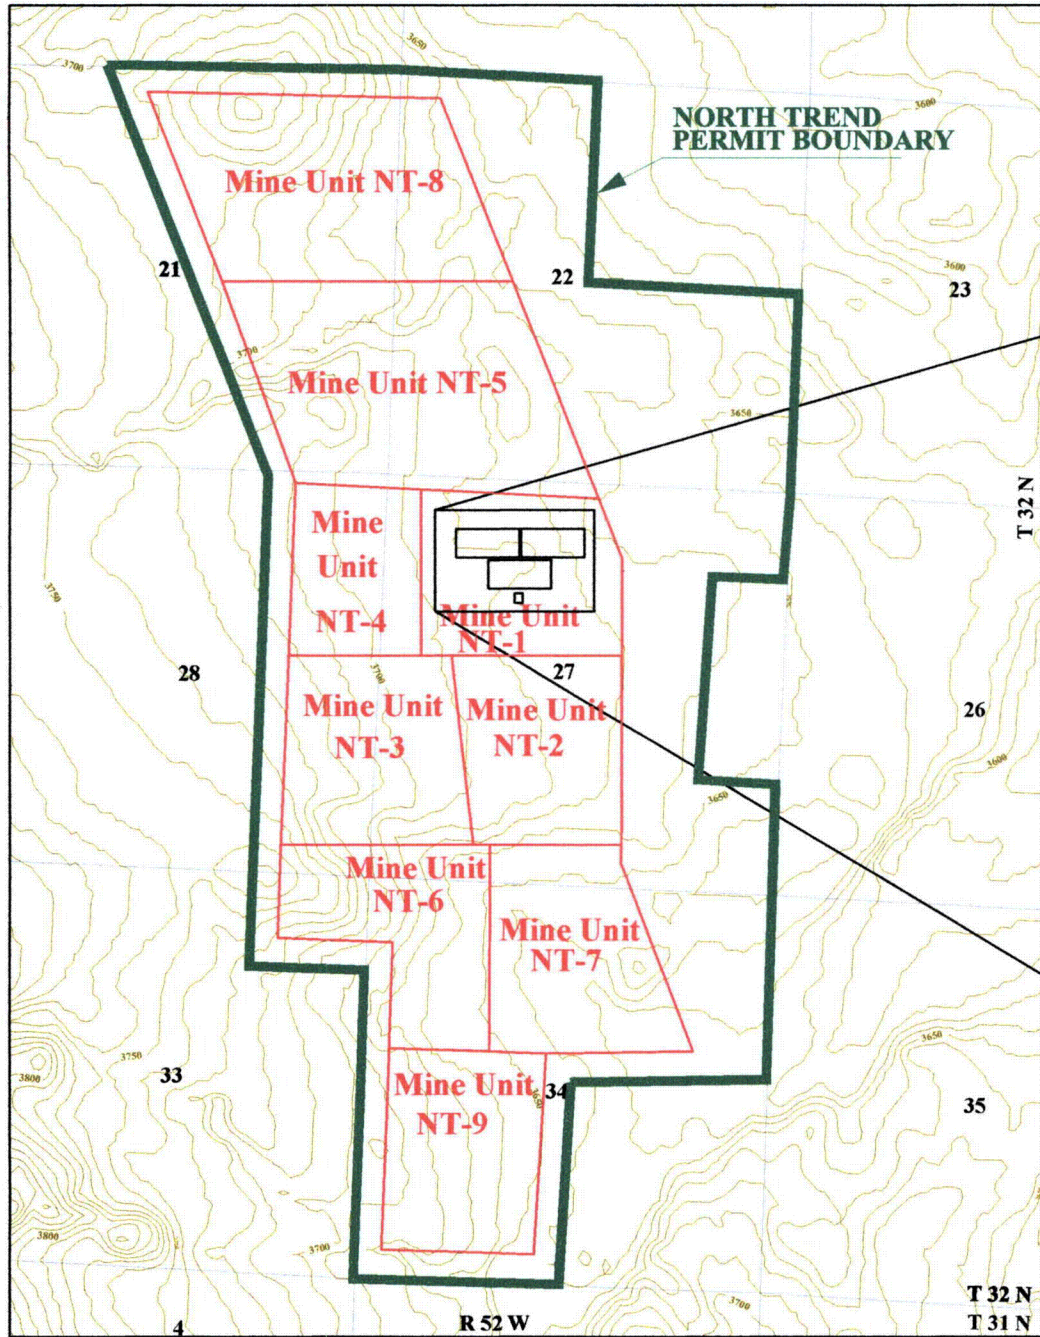 3650
3700
3600
NORTH TREND
PERMIT BOUNDARY
Mine Unit NT-8
21
22
3600
23
3700
Mine Unit NT-5
3650
T 32 N
Mine
Unit
NT-4
3750
Mine Unit
NT-1
28
3700
27
Mine Unit
NT-3
Mine Unit
NT-2
26
3600
3650
Mine Unit
NT-6
Mine Unit
NT-7
3750
3650
3800
33
Mine Unit
NT-9
3650
34
35
3800
3700
3700
T 32 N
4
R 52 W
T 31 N